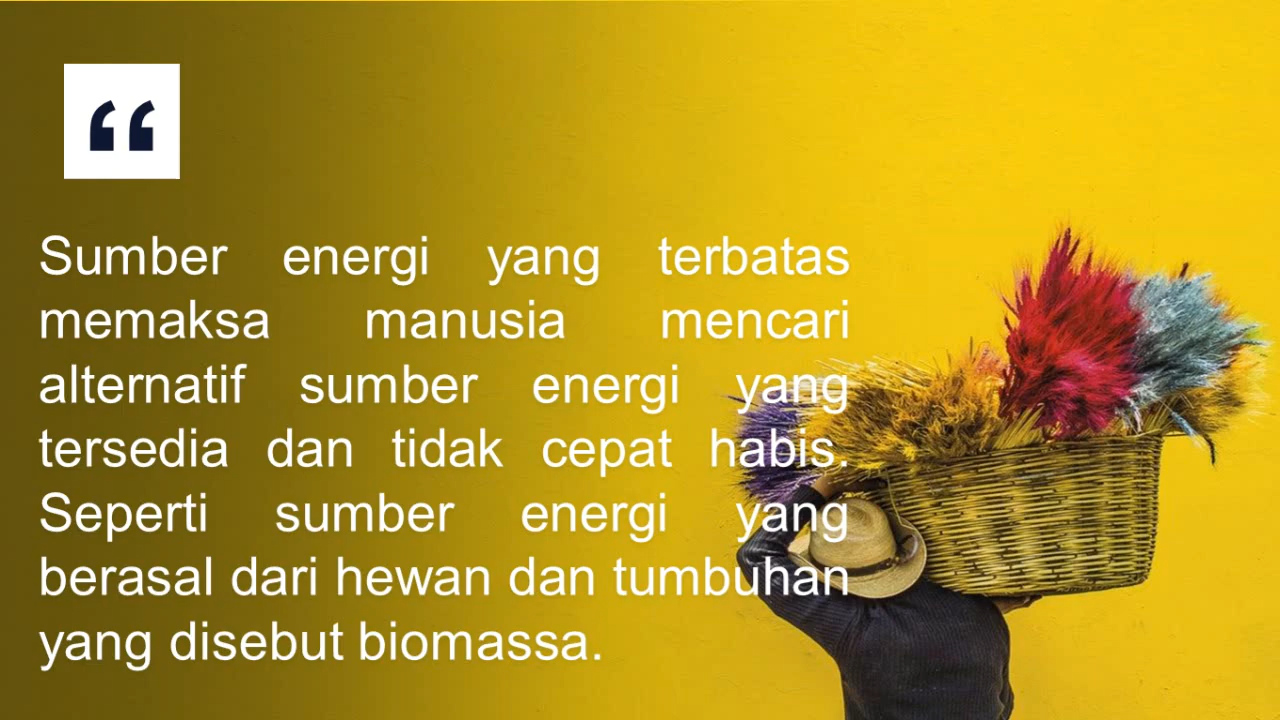 “
Sumber energi yang terbatas
memaksa manusia mencari
alternatif sumber energi yang
tersedia dan tidak cepat habis.
Seperti sumber energi yang
berasal dari hewan dan tumbuhan
yang disebut biomassa.